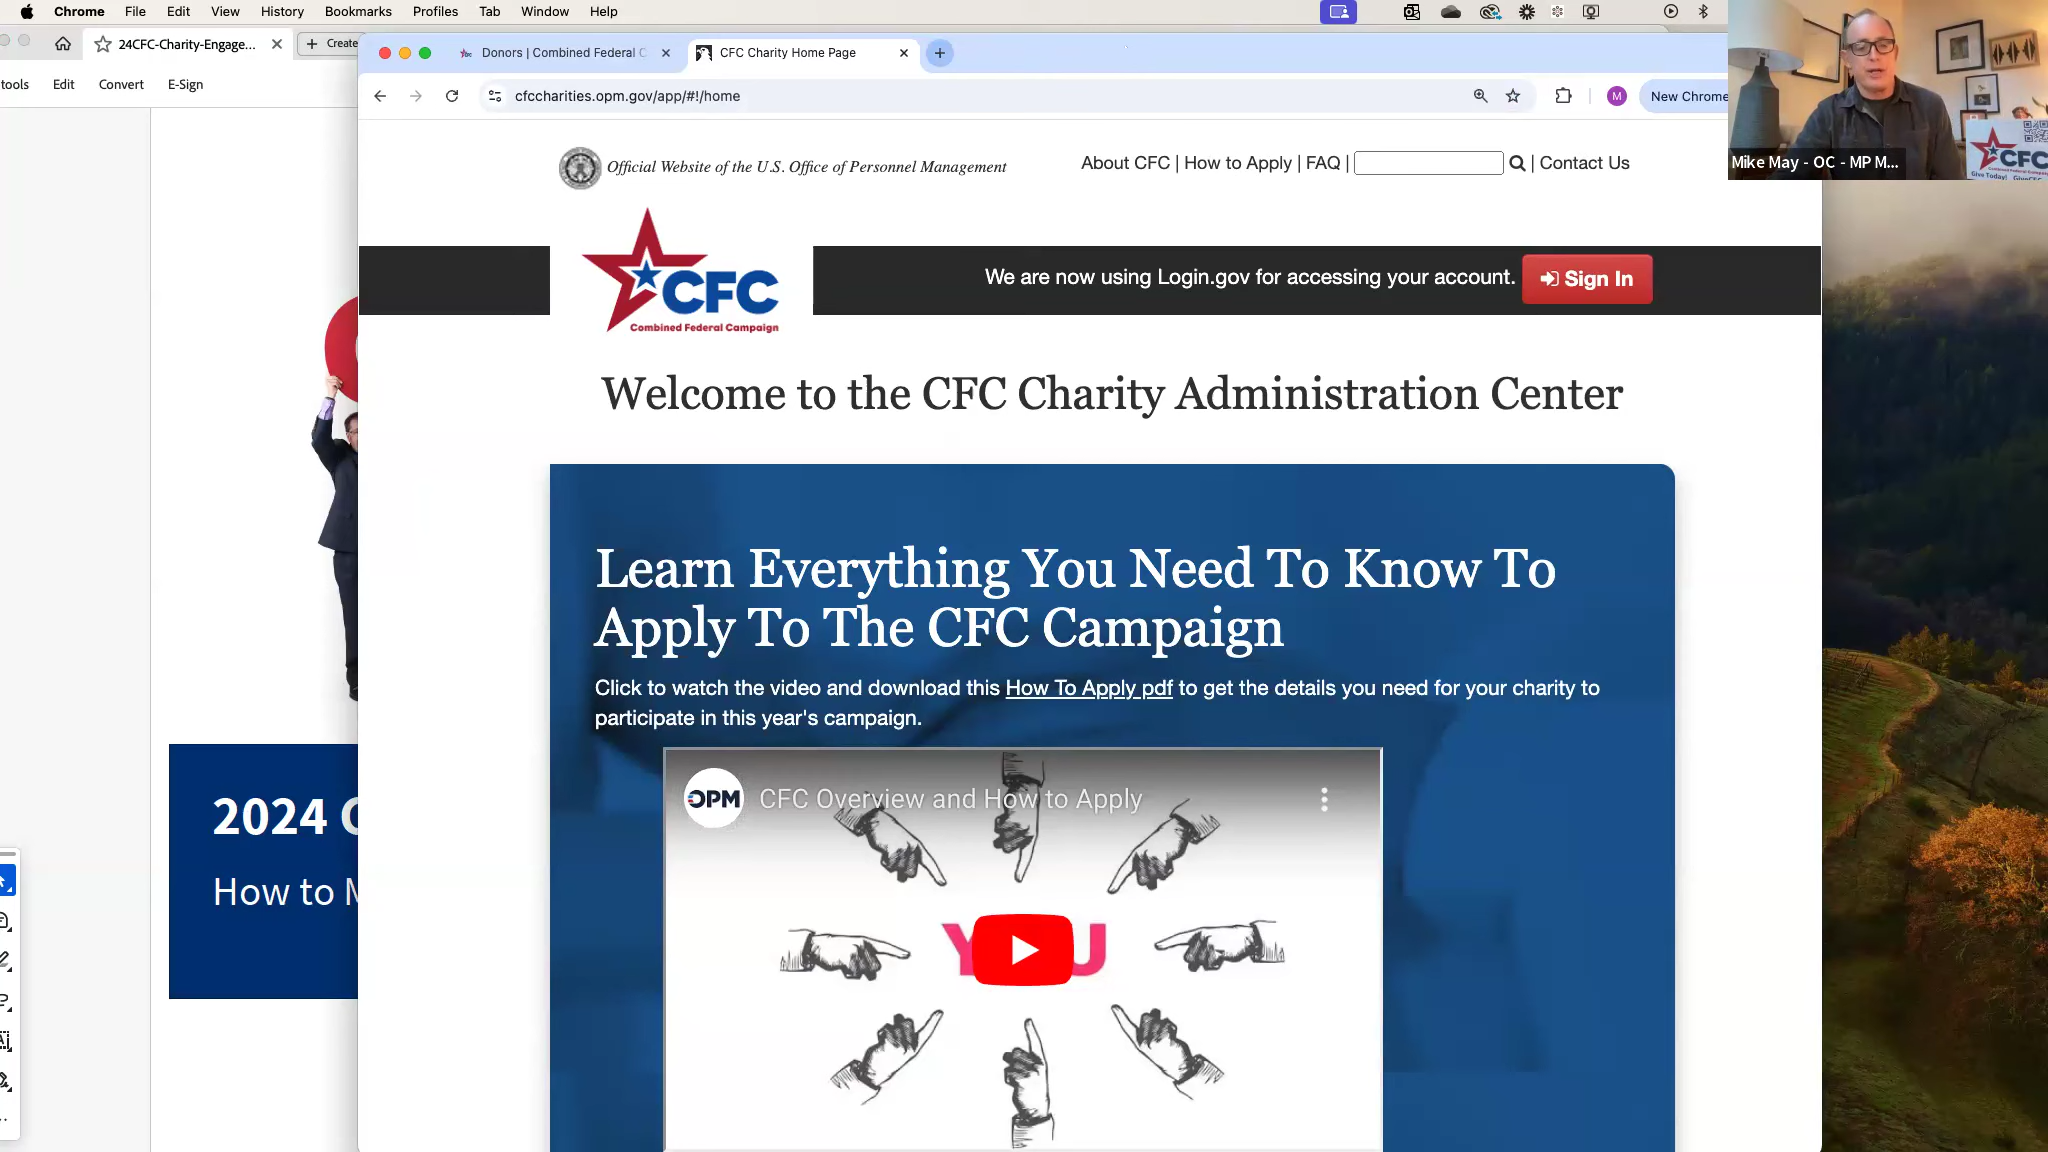 Chrome File Edit View History Bookmarks Profiles Tab Window Help
24CFC-Charity-Engage... Create
tools Edit Convert E-Sign
Donors | Combined Federal C
CFC Charity Home Page
cfccharities.opm.gov/app/#!/home
M
New Chrome
Mike May - OC - MP M...
CFC
Combined Federal Campaign
Give Today!
Official Website of the U.S. Office of Personnel Management
About CFC | How to Apply | FAQ | | Contact Us
CFC
Combined Federal Campaign
We are now using Login.gov for accessing your account. Sign In
Welcome to the CFC Charity Administration Center
Learn Everything You Need To Know To
Apply To The CFC Campaign
Click to watch the video and download this How To Apply pdf to get the details you need for your charity to
participate in this year's campaign.
OPM CFC Overview and How to Apply
2024
How to